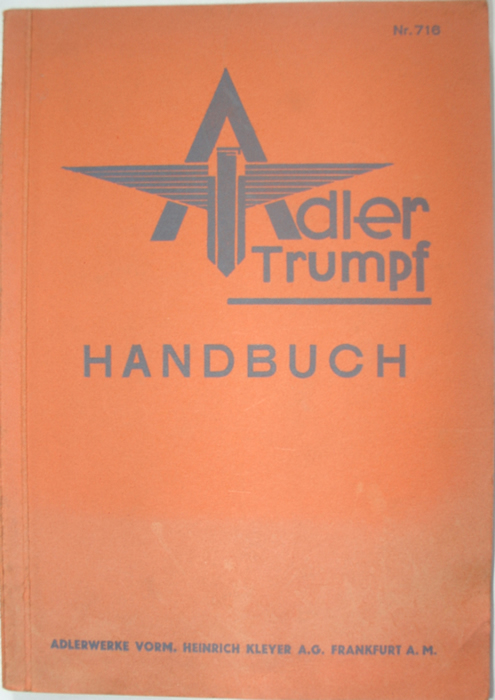 Nr. 716
Adler
Trumpf
HANDBUCH
ADLERWERKE VORM. HEINRICH KLEYER A.G. FRANKFURT A.M.